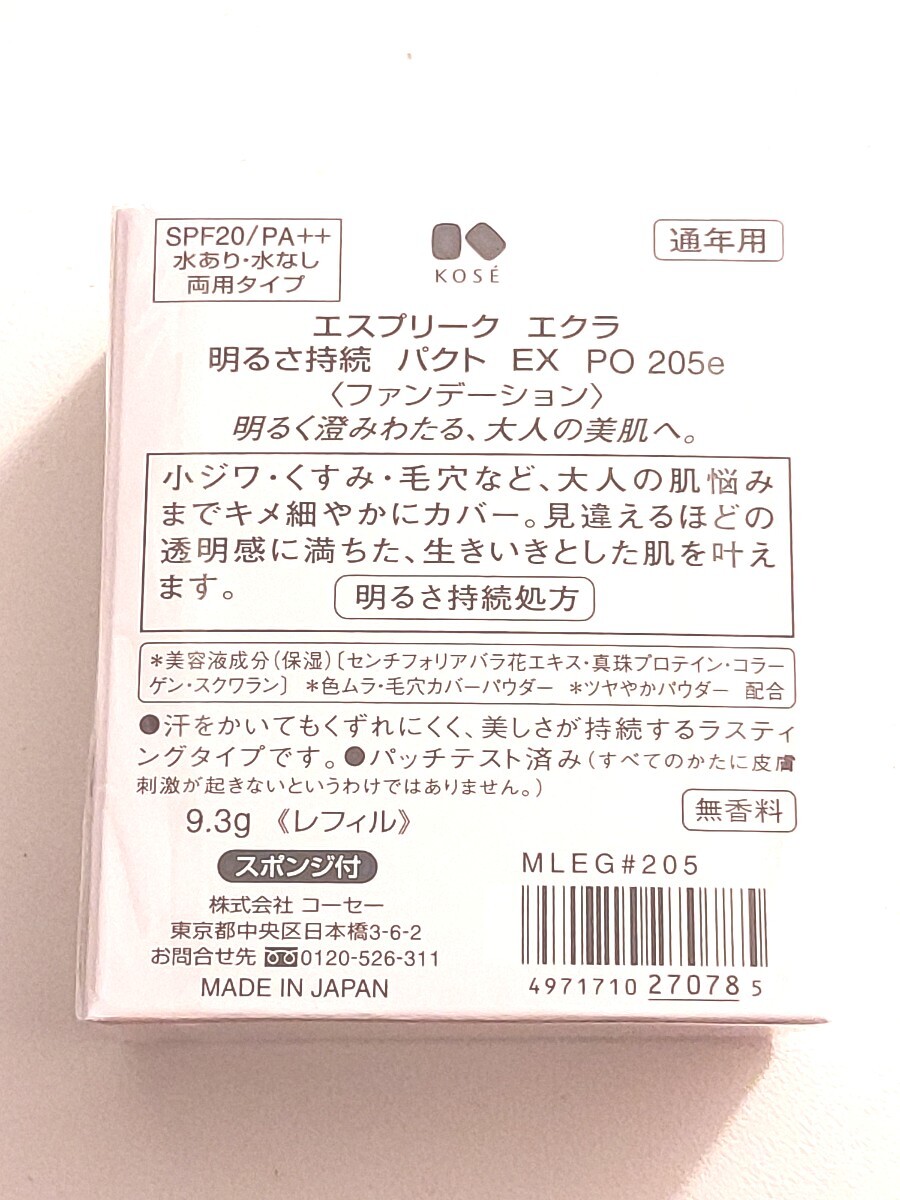 SPF20/PA++
水あり・水なし
両用タイプ
KOSÉ
通年用
エスプリーク エクラ
明るさ持続 パクト EX PO 205e
〈ファンデーション〉
明るく澄みわたる、大人の美肌へ。
小ジワ・くすみ・毛穴など、大人の肌悩み
までキメ細やかにカバー。見違えるほどの
透明感に満ちた、生きいきとした肌を叶え
ます。
明るさ持続処方
*美容液成分(保湿)〔センチフォリアバラ花エキス・真珠プロテイン・コラー
ゲン・スクワラン〕 *色ムラ・毛穴カバーパウダー *ツヤやかパウダー 配合
●汗をかいてもくずれにくく、美しさが持続するラスティ
ングタイプです。●パッチテスト済み(すべてのかたに皮膚
刺激が起きないというわけではありません。)
9.3g 《レフィル》
無香料
スポンジ付
MLEG#205
株式会社 コーセー
東京都中央区日本橋3-6-2
お問合せ先 0120-526-311
MADE IN JAPAN
4971710 27078 5